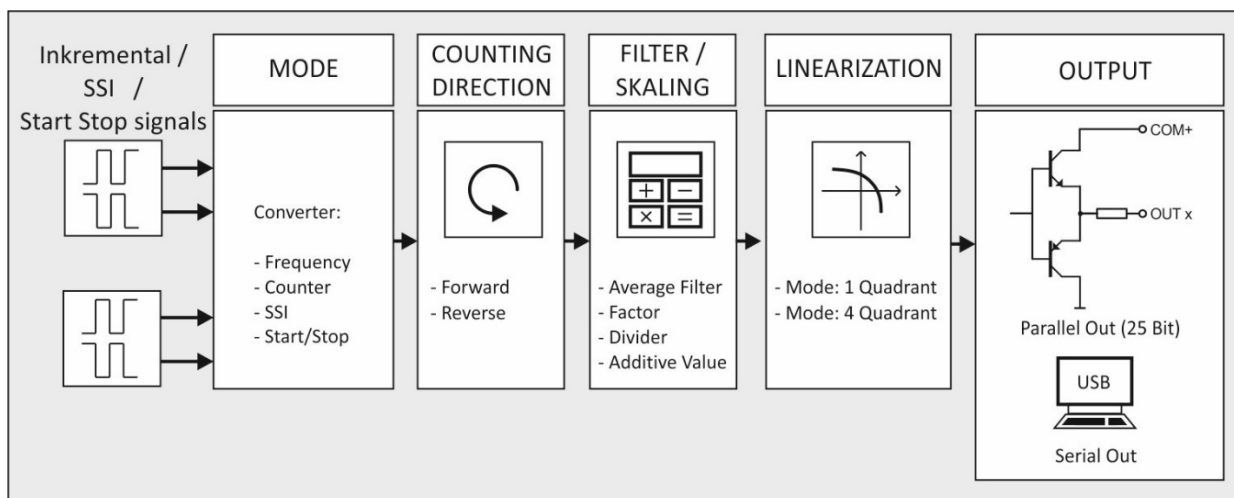 Inkremental /
SSI /
Start Stop signals
MODE
Converter:
- Frequency
- Counter
- SSI
- Start/Stop
COUNTING
DIRECTION
- Forward
- Reverse
FILTER /
SKALING
+ −
× =
- Average Filter
- Factor
- Divider
- Additive Value
LINEARIZATION
- Mode: 1 Quadrant
- Mode: 4 Quadrant
OUTPUT
COM+
OUT x
Parallel Out (25 Bit)
USB
Serial Out